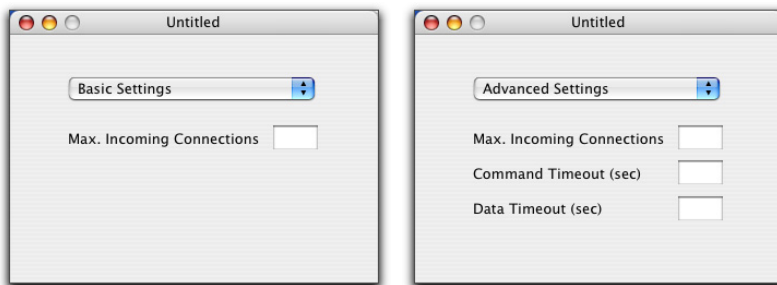 Untitled
Basic Settings
Max. Incoming Connections
Untitled
Advanced Settings
Max. Incoming Connections
Command Timeout (sec)
Data Timeout (sec)